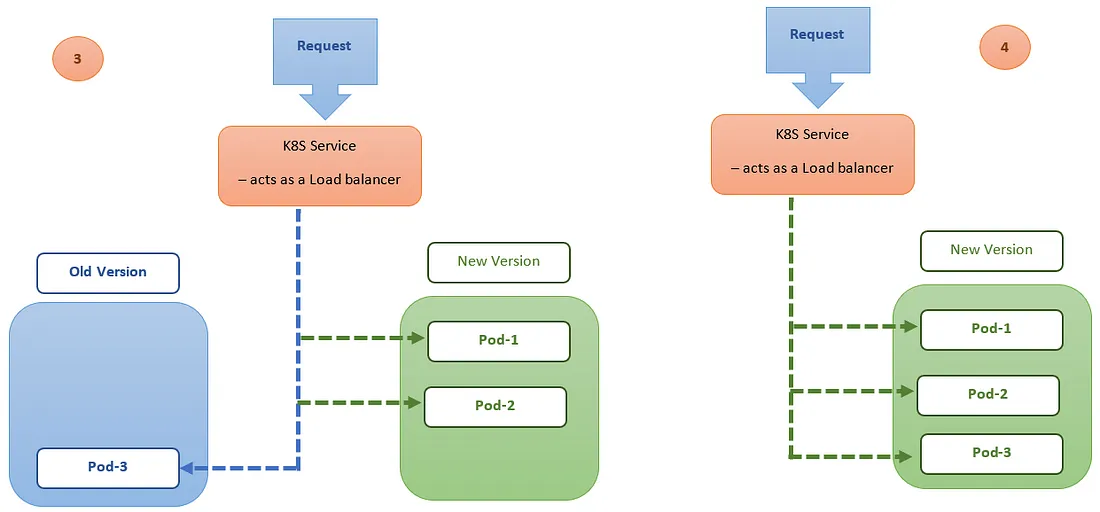 3
Request
K8S Service
– acts as a Load balancer
Old Version
Pod-3
New Version
Pod-1
Pod-2
4
Request
K8S Service
– acts as a Load balancer
New Version
Pod-1
Pod-2
Pod-3